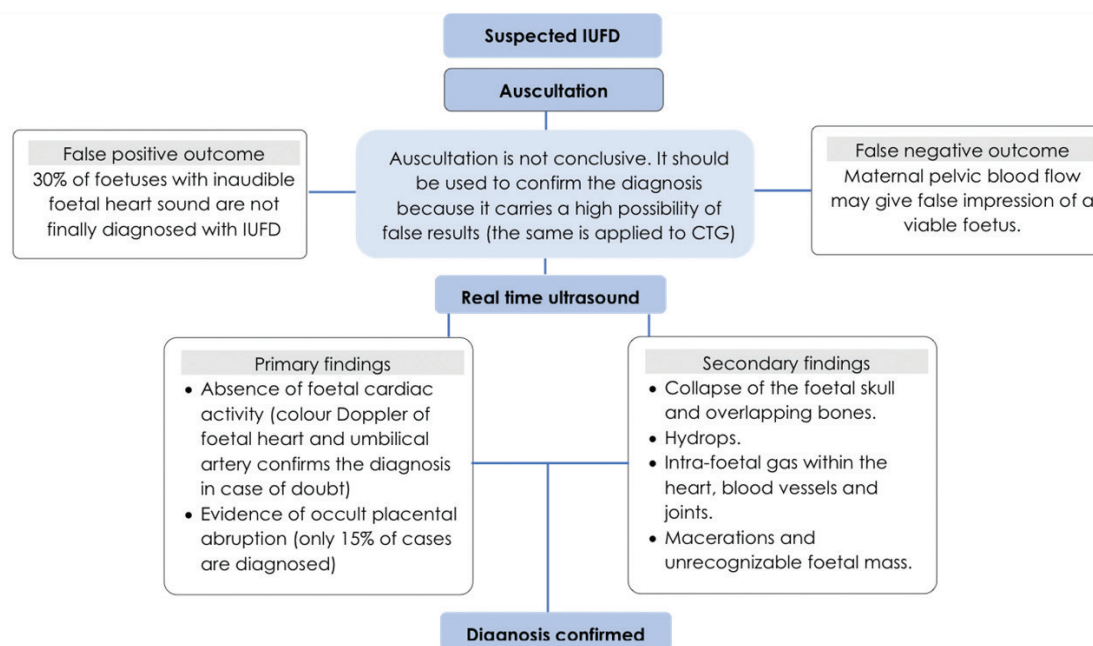 Suspected IUFD
Auscultation
False positive outcome
30% of foetuses with inaudible
foetal heart sound are not
finally diagnosed with IUFD
Auscultation is not conclusive. It should
be used to confirm the diagnosis
because it carries a high possibility of
false results (the same is applied to CTG)
False negative outcome
Maternal pelvic blood flow
may give false impression of a
viable foetus.
Real time ultrasound
Primary findings
• Absence of foetal cardiac
activity (colour Doppler of
foetal heart and umbilical
artery confirms the diagnosis
in case of doubt)
• Evidence of occult placental
abruption (only 15% of cases
are diagnosed)
Secondary findings
• Collapse of the foetal skull
and overlapping bones.
• Hydrops.
• Intra-foetal gas within the
heart, blood vessels and
joints.
• Macerations and
unrecognizable foetal mass.
Diagnosis confirmed